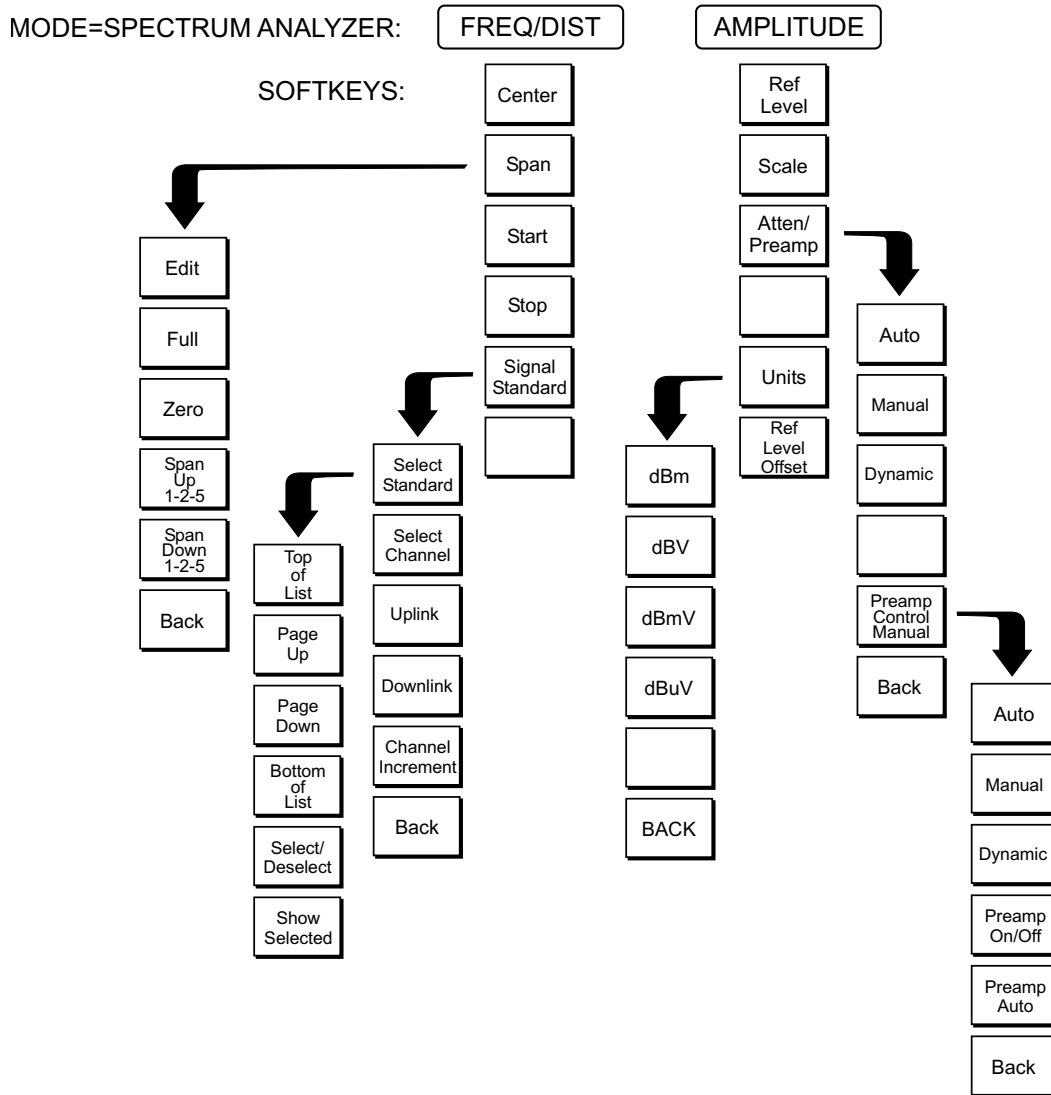 MODE=SPECTRUM ANALYZER:
FREQ/DIST
AMPLITUDE
SOFTKEYS:
Center
Span
Start
Stop
Signal
Standard
Edit
Full
Zero
Span
Up
1-2-5
Span
Down
1-2-5
Back
Select
Standard
Select
Channel
Uplink
Downlink
Channel
Increment
Back
Top
of
List
Page
Up
Page
Down
Bottom
of
List
Select/
Deselect
Show
Selected
Ref
Level
Scale
Atten/
Preamp
Units
Ref
Level
Offset
dBm
dBV
dBmV
dBuV
BACK
Auto
Manual
Dynamic
Preamp
Control
Manual
Back
Auto
Manual
Dynamic
Preamp
On/Off
Preamp
Auto
Back